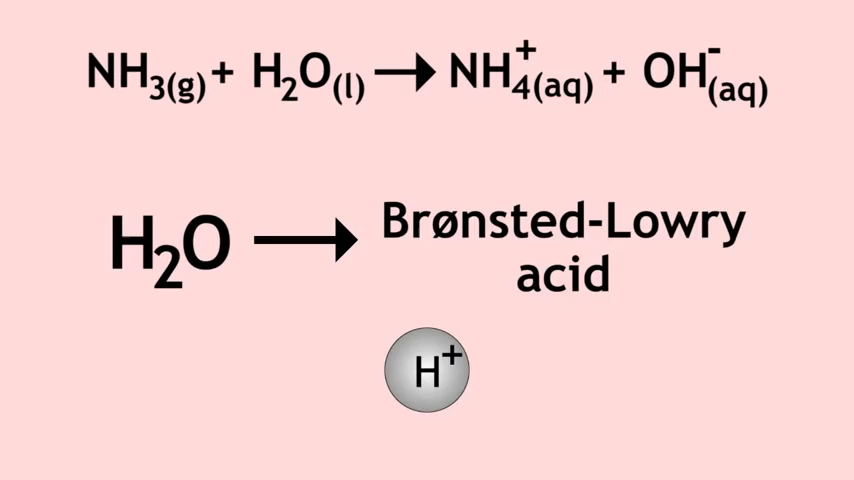 NH₃(g) + H₂O(l) → NH₄⁺(aq) + OH⁻(aq)
H₂O → Brønsted-Lowry
acid
H⁺